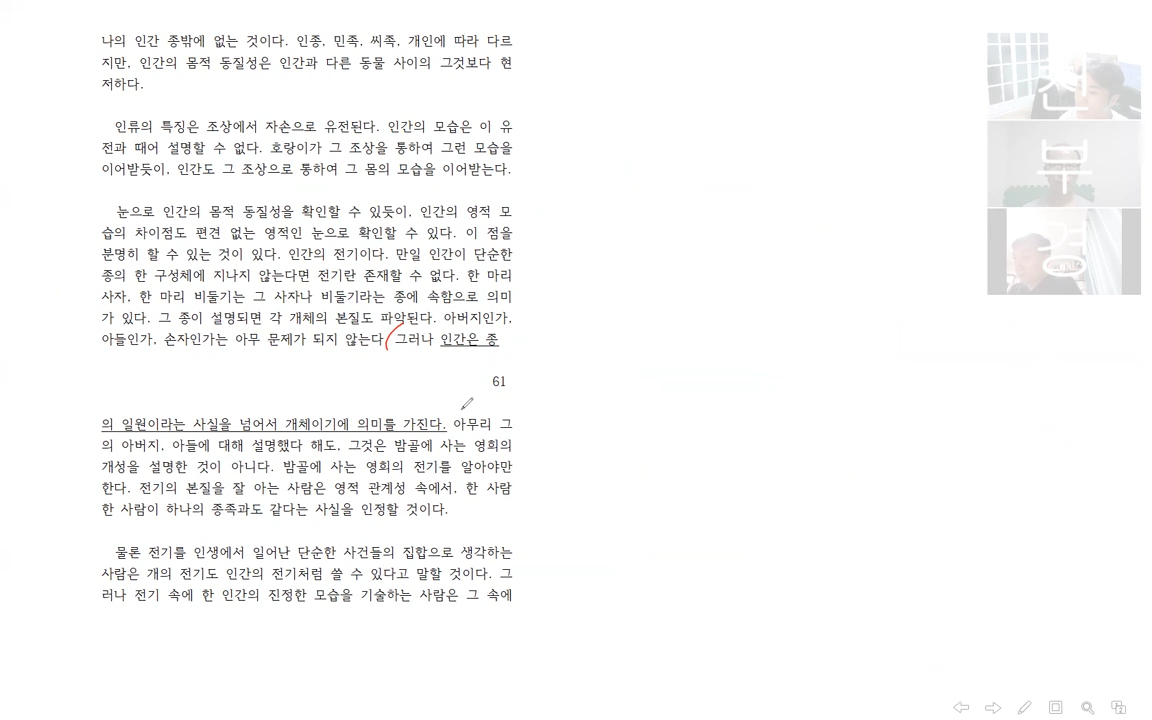 나의 인간 종밖에 없는 것이다. 인종, 민족, 씨족, 개인에 따라 다르
지만, 인간의 몸적 동질성은 인간과 다른 동물 사이의 그것보다 현
저하다.
인류의 특징은 조상에서 자손으로 유전된다. 인간의 모습은 이 유
전과 때어 설명할 수 없다. 호랑이가 그 조상을 통하여 그런 모습을
이어받듯이, 인간도 그 조상으로 통하여 그 몸의 모습을 이어받는다.
눈으로 인간의 몸적 동질성을 확인할 수 있듯이, 인간의 영적 모
습의 차이점도 편견 없는 영적인 눈으로 확인할 수 있다. 이 점을
분명히 할 수 있는 것이 있다. 인간의 전기이다. 만일 인간이 단순한
종의 한 구성체에 지나지 않는다면 전기란 존재할 수 없다. 한 마리
사자, 한 마리 비둘기는 그 사자나 비둘기라는 종에 속함으로 의미
가 있다. 그 종이 설명되면 각 개체의 본질도 파악된다. 아버지인가,
아들인가, 손자인가는 아무 문제가 되지 않는다. 그러나 인간은 종
61
의 일원이라는 사실을 넘어서 개체이기에 의미를 가진다. 아무리 그
의 아버지, 아들에 대해 설명했다 해도, 그것은 밤골에 사는 영희의
개성을 설명한 것이 아니다. 밤골에 사는 영희의 전기를 알아야만
한다. 전기의 본질을 잘 아는 사람은 영적 관계성 속에서, 한 사람
한 사람이 하나의 종족과도 같다는 사실을 인정할 것이다.
물론 전기를 인생에서 일어난 단순한 사건들의 집합으로 생각하는
사람은 개의 전기도 인간의 전기처럼 쓸 수 있다고 말할 것이다. 그
러나 전기 속에 한 인간의 진정한 모습을 기술하는 사람은 그 속에
천
부
경